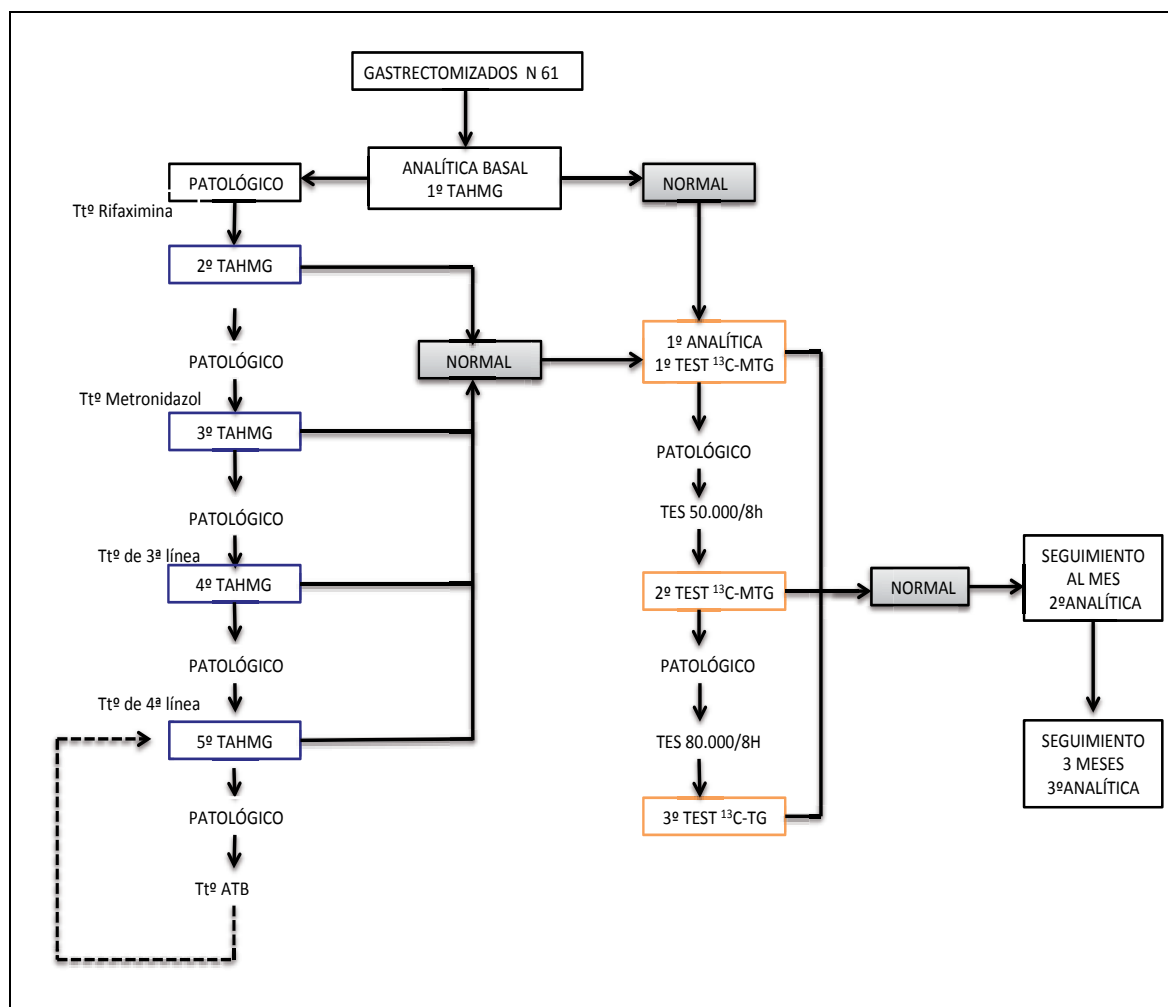 GASTRECTOMIZADOS N 61
ANALÍTICA BASAL
1º TAHMG
PATOLÓGICO
NORMAL
Ttº Rifaximina
2º TAHMG
PATOLÓGICO
Ttº Metronidazol
3º TAHMG
PATOLÓGICO
Ttº de 3ª línea
4º TAHMG
PATOLÓGICO
Ttº de 4ª línea
5º TAHMG
PATOLÓGICO
Ttº ATB
NORMAL
1º ANALÍTICA
1º TEST ¹³C-MTG
PATOLÓGICO
TES 50.000/8h
2º TEST ¹³C-MTG
PATOLÓGICO
TES 80.000/8H
3º TEST ¹³C-TG
NORMAL
SEGUIMIENTO
AL MES
2ºANALÍTICA
SEGUIMIENTO
3 MESES
3ºANALÍTICA